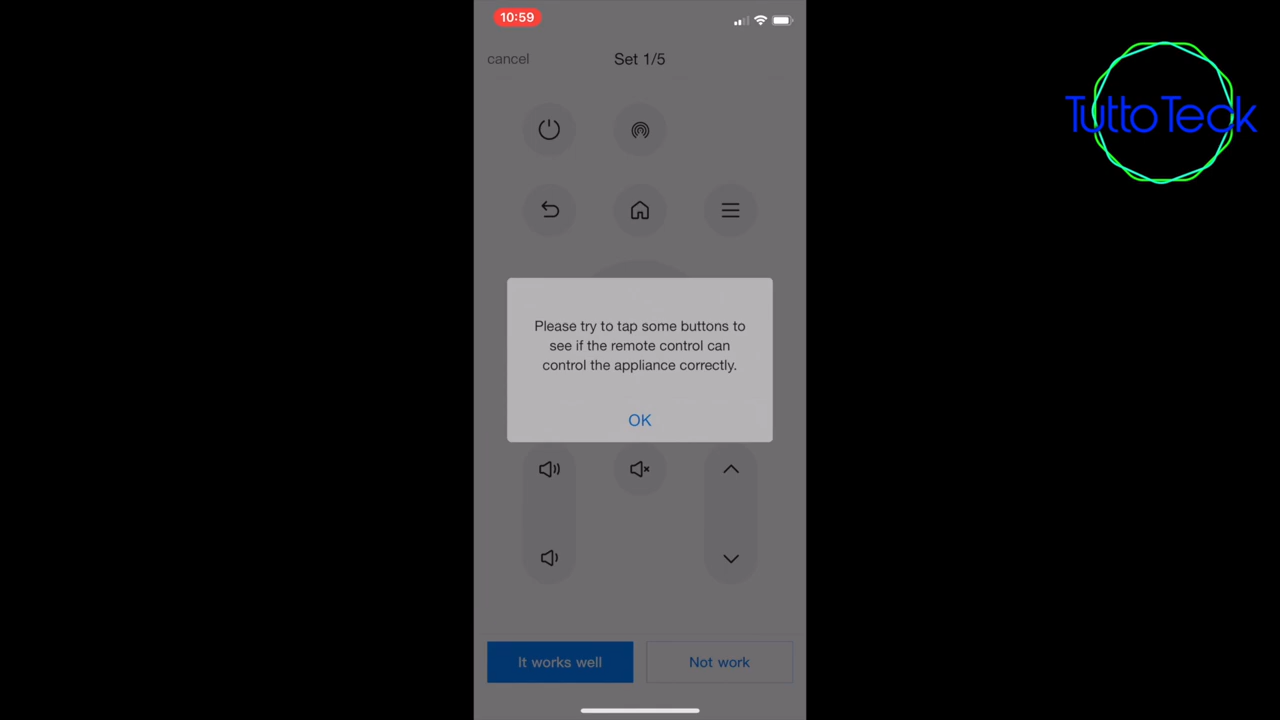 10:59
cancel
Set 1/5
TuttoTeck
Please try to tap some buttons to
see if the remote control can
control the appliance correctly.
OK
It works well
Not work